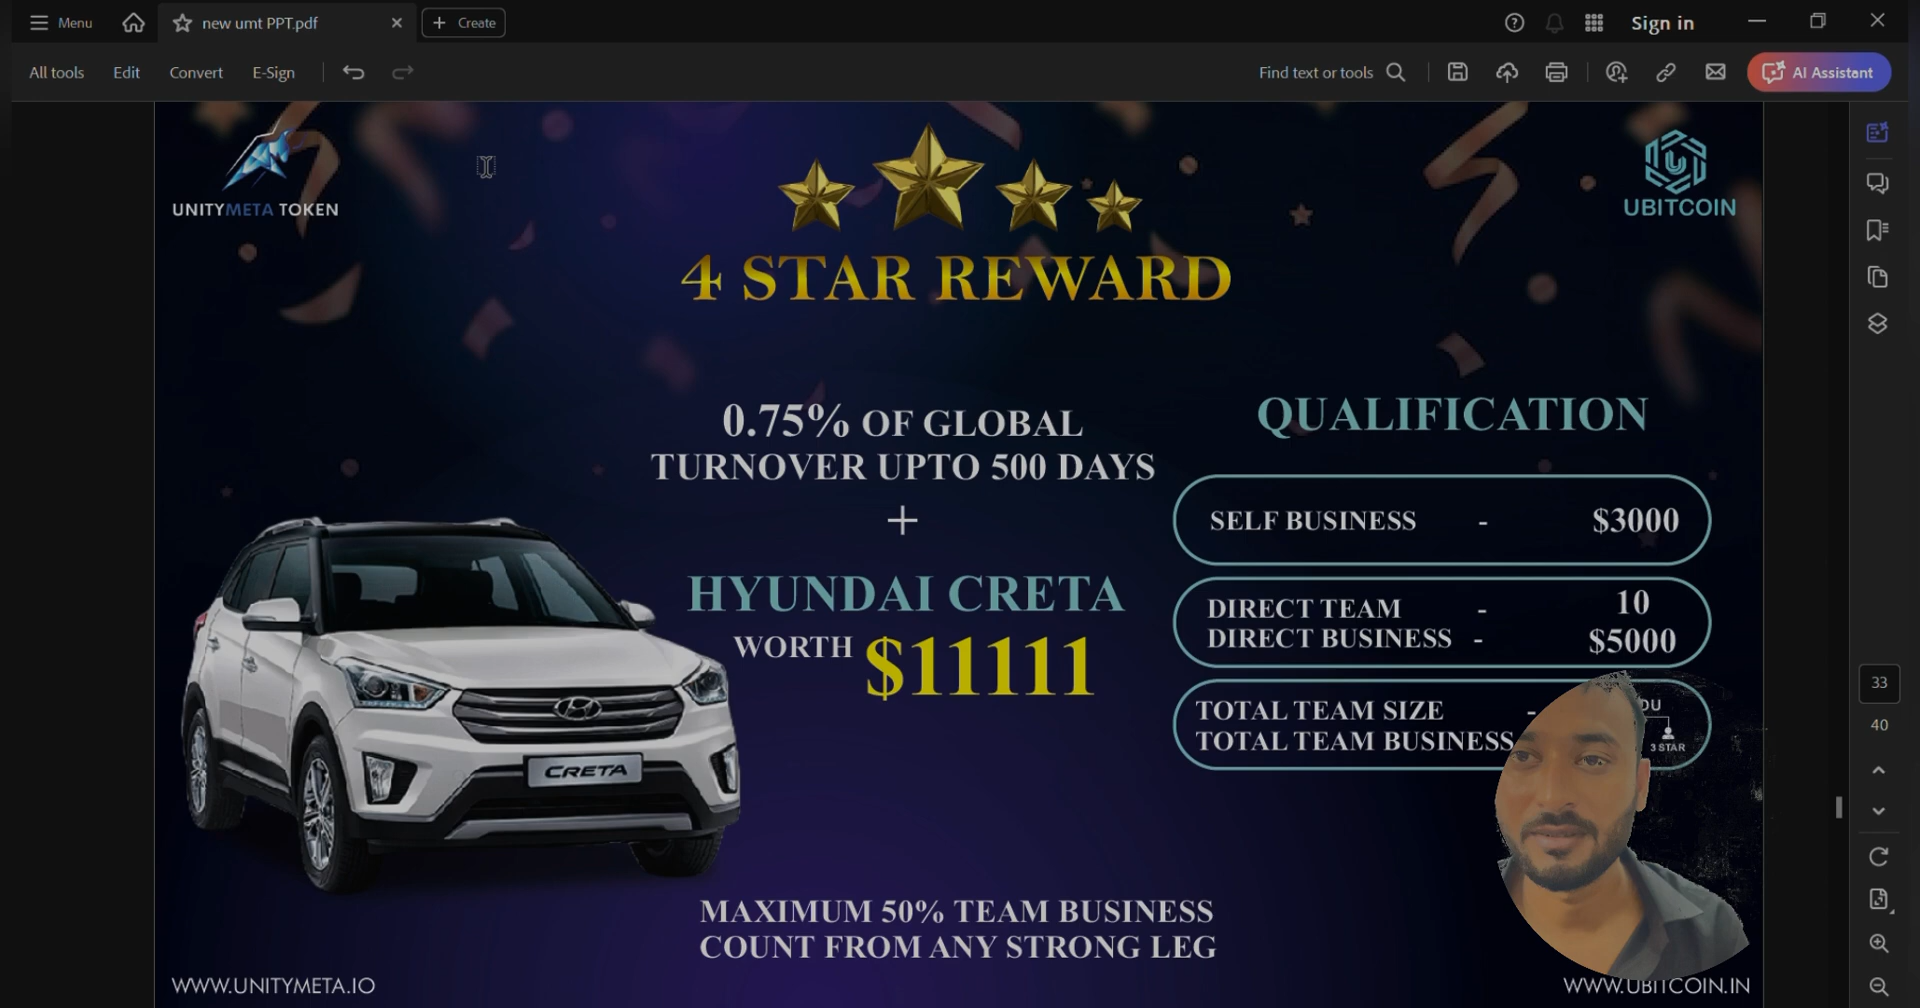 Menu
new umt PPT.pdf
Create
Sign in
All tools
Edit
Convert
E-Sign
Find text or tools
AI Assistant
UNITYMETA TOKEN
UBITCOIN
4 STAR REWARD
0.75% OF GLOBAL
TURNOVER UPTO 500 DAYS
+
HYUNDAI CRETA
WORTH $11111
QUALIFICATION
SELF BUSINESS - $3000
DIRECT TEAM - 10
DIRECT BUSINESS - $5000
TOTAL TEAM SIZE -
TOTAL TEAM BUSINESS
3 STAR
CRETA
MAXIMUM 50% TEAM BUSINESS
COUNT FROM ANY STRONG LEG
WWW.UNITYMETA.IO
WWW.UBITCOIN.IN
33
40